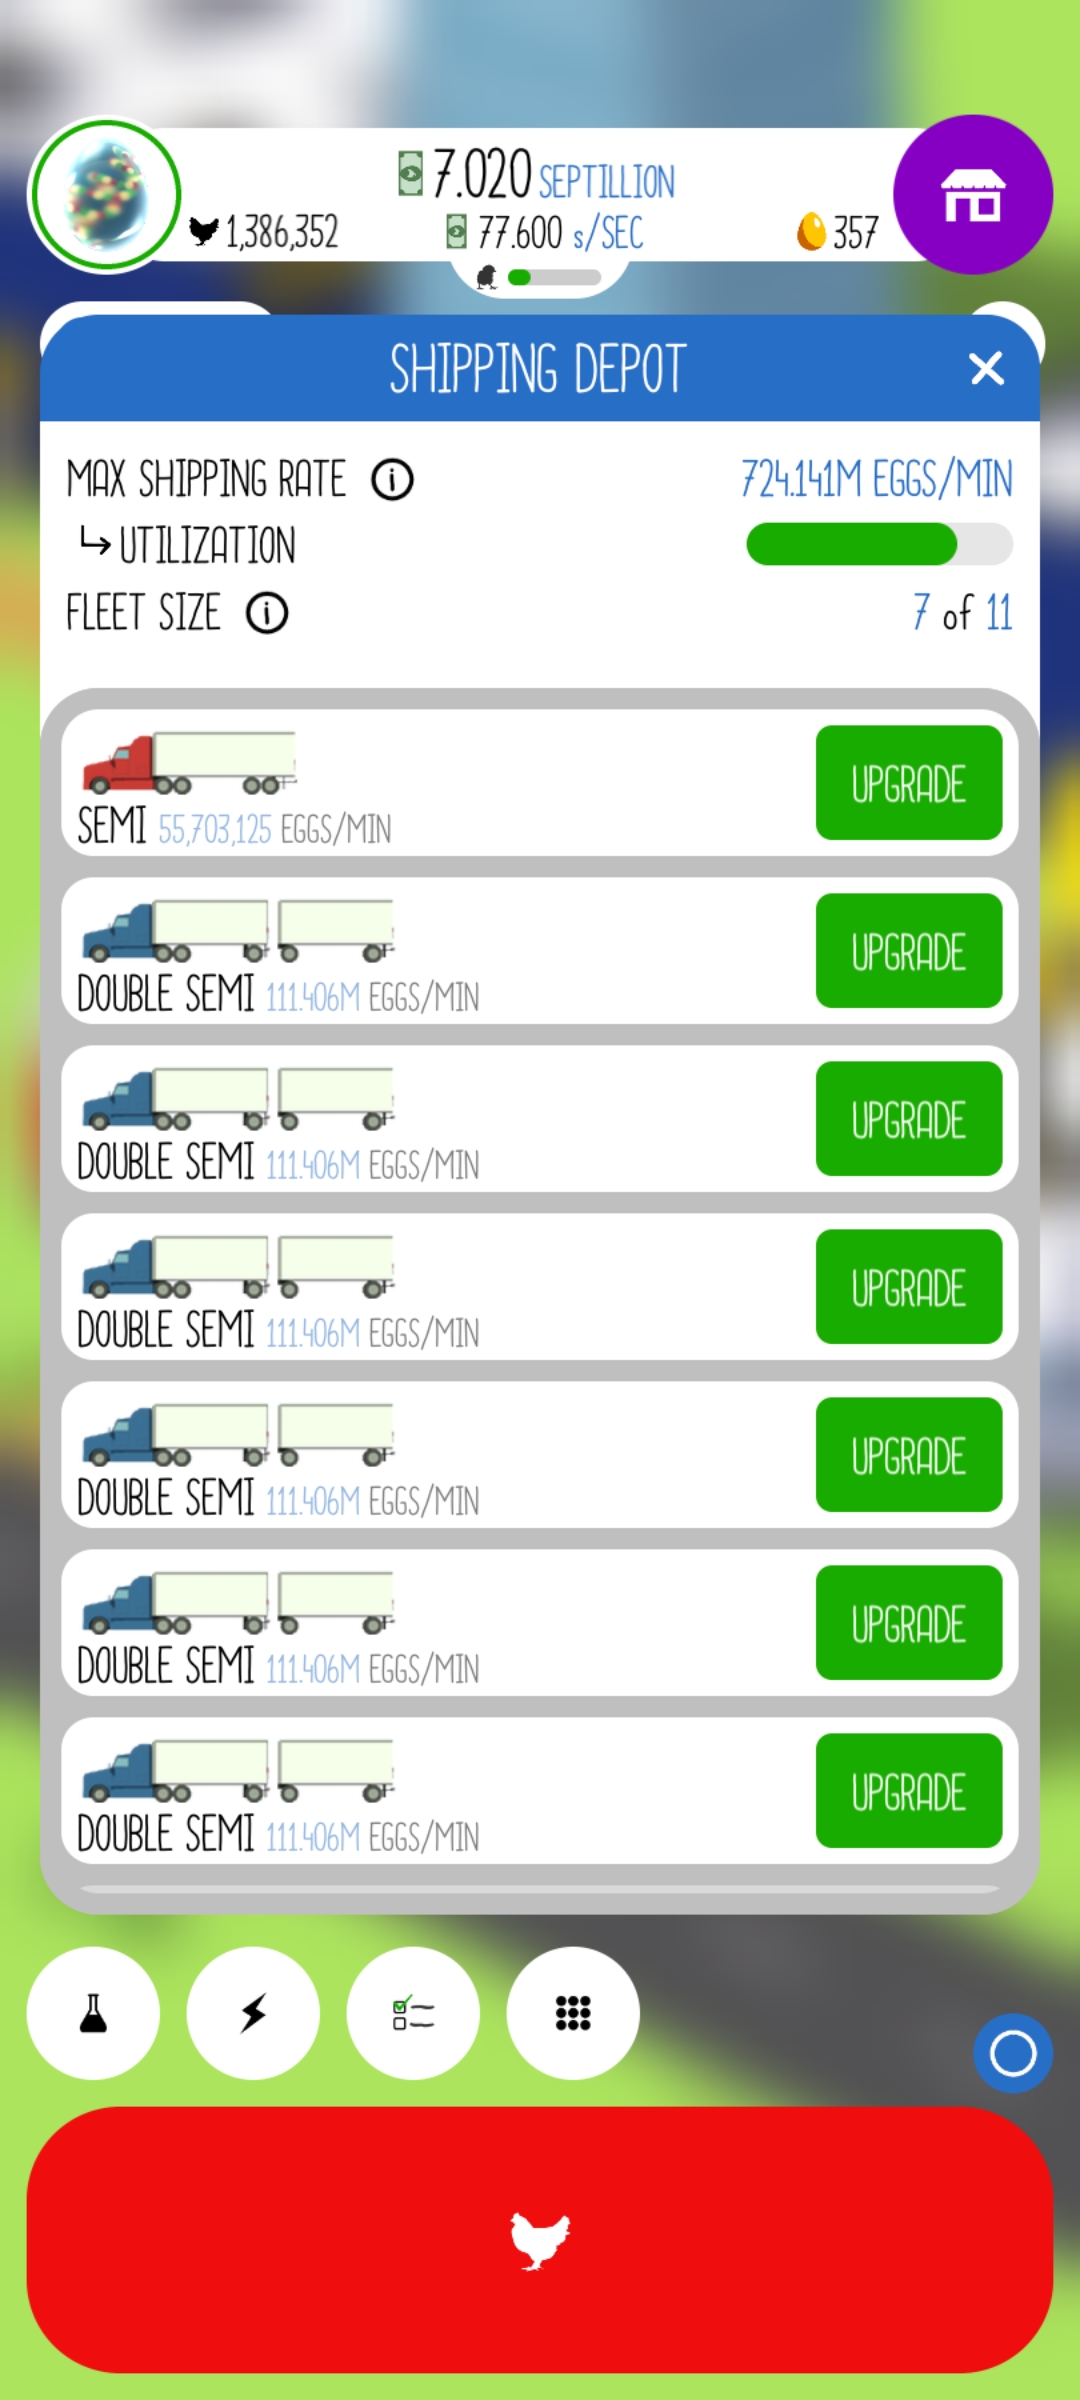 7.020 SEPTILLION
1,386,352 77.600 s/SEC 357
SHIPPING DEPOT
MAX SHIPPING RATE 724.141M EGGS/MIN
UTILIZATION
FLEET SIZE 7 of 11
UPGRADE
SEMI 55,703,125 EGGS/MIN
UPGRADE
DOUBLE SEMI 111.406M EGGS/MIN
UPGRADE
DOUBLE SEMI 111.406M EGGS/MIN
UPGRADE
DOUBLE SEMI 111.406M EGGS/MIN
UPGRADE
DOUBLE SEMI 111.406M EGGS/MIN
UPGRADE
DOUBLE SEMI 111.406M EGGS/MIN
UPGRADE
DOUBLE SEMI 111.406M EGGS/MIN